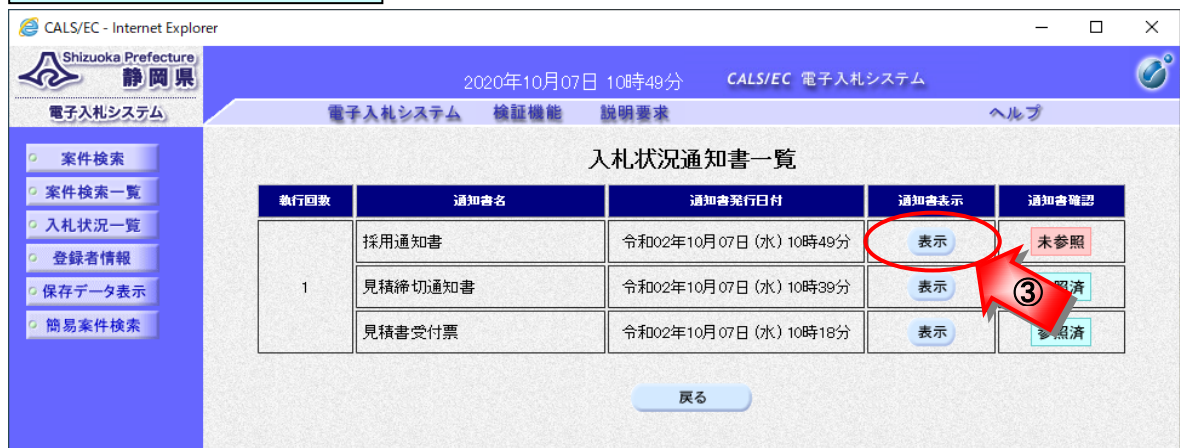 CALS/EC - Internet Explorer
Shizuoka Prefecture
静岡県
2020年10月07日 10時49分 CALS/EC 電子入札システム
電子入札システム
電子入札システム 検証機能 説明要求 ヘルプ
案件検索
案件検索一覧
入札状況一覧
登録者情報
保存データ表示
簡易案件検索
入札状況通知書一覧
執行回数 通知書名 通知書発行日付 通知書表示 通知書確認
採用通知書 令和02年10月07日(水)10時49分 表示 未参照
1 見積締切通知書 令和02年10月07日(水)10時39分 表示 照済
③
見積書受付票 令和02年10月07日(水)10時18分 表示 参照済
戻る